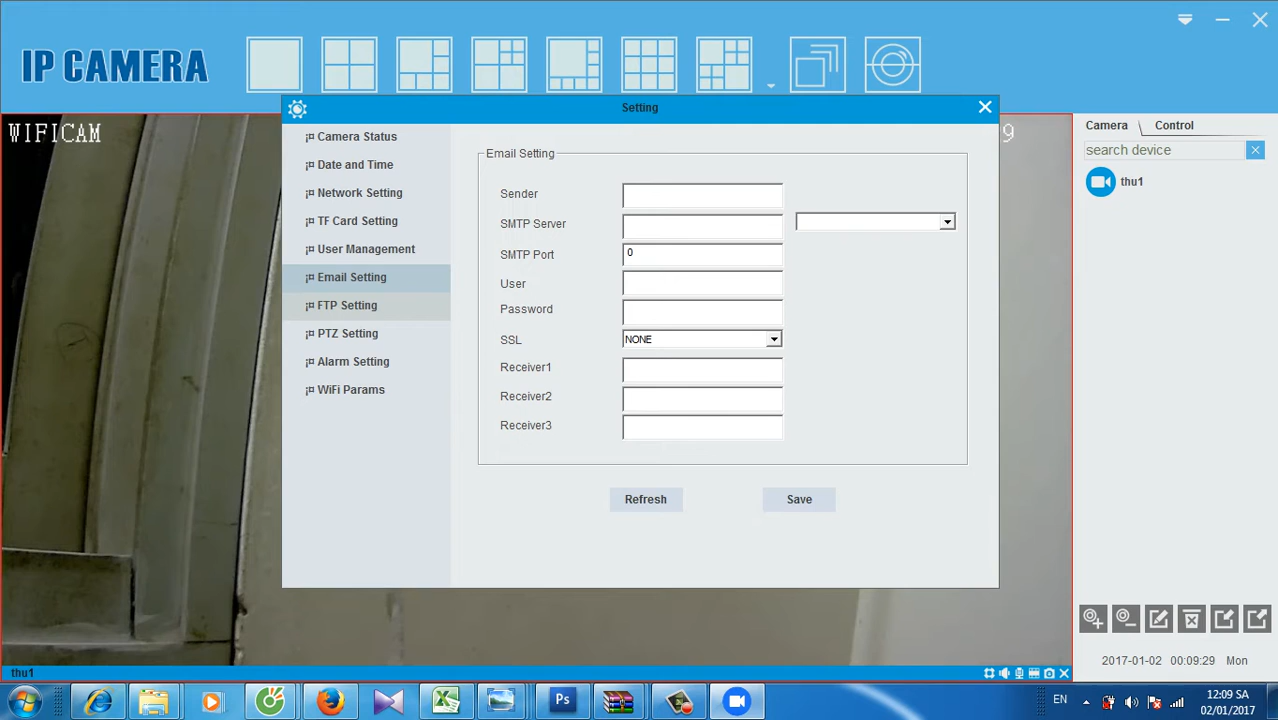 IP CAMERA
WIFICAM
9
Setting
¡¤ Camera Status
¡¤ Date and Time
¡¤ Network Setting
¡¤ TF Card Setting
¡¤ User Management
¡¤ Email Setting
¡¤ FTP Setting
¡¤ PTZ Setting
¡¤ Alarm Setting
¡¤ WiFi Params
Email Setting
Sender
SMTP Server
SMTP Port 0
User
Password
SSL NONE
Receiver1
Receiver2
Receiver3
Refresh Save
Camera Control
search device
thu1
2017-01-02 00:09:29 Mon
thu1
Ps
EN
12:09 SA
02/01/2017